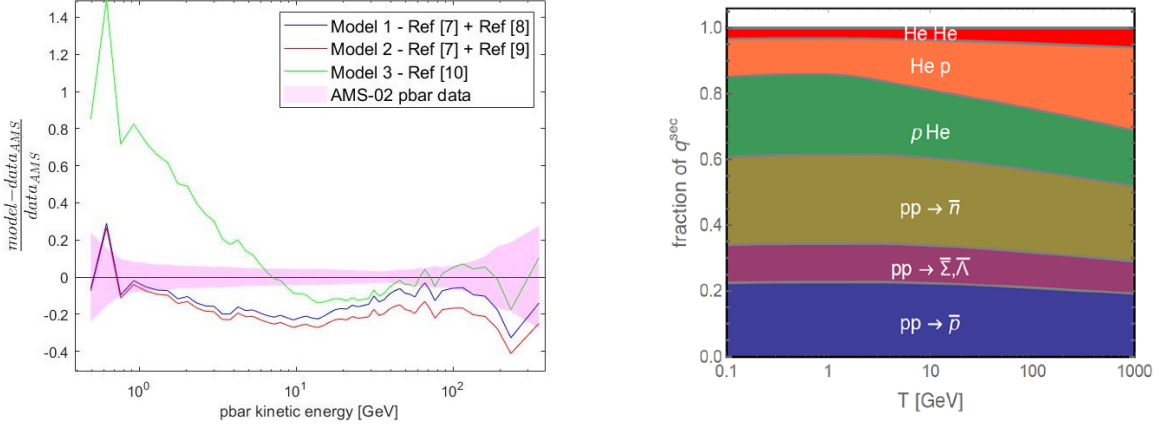 1.4
1.2
1
0.8
0.6
0.4
0.2
0
-0.2
-0.4
model−data_AMS
data_AMS
Model 1 - Ref [7] + Ref [8]
Model 2 - Ref [7] + Ref [9]
Model 3 - Ref [10]
AMS-02 pbar data
10^0 10^1 10^2
pbar kinetic energy [GeV]
1.0
0.8
0.6
0.4
0.2
0.0
fraction of q^sec
He He
He p
p He
pp → n̅
pp → Σ̅,Λ̅
pp → p̅
0.1 1 10 100 1000
T [GeV]